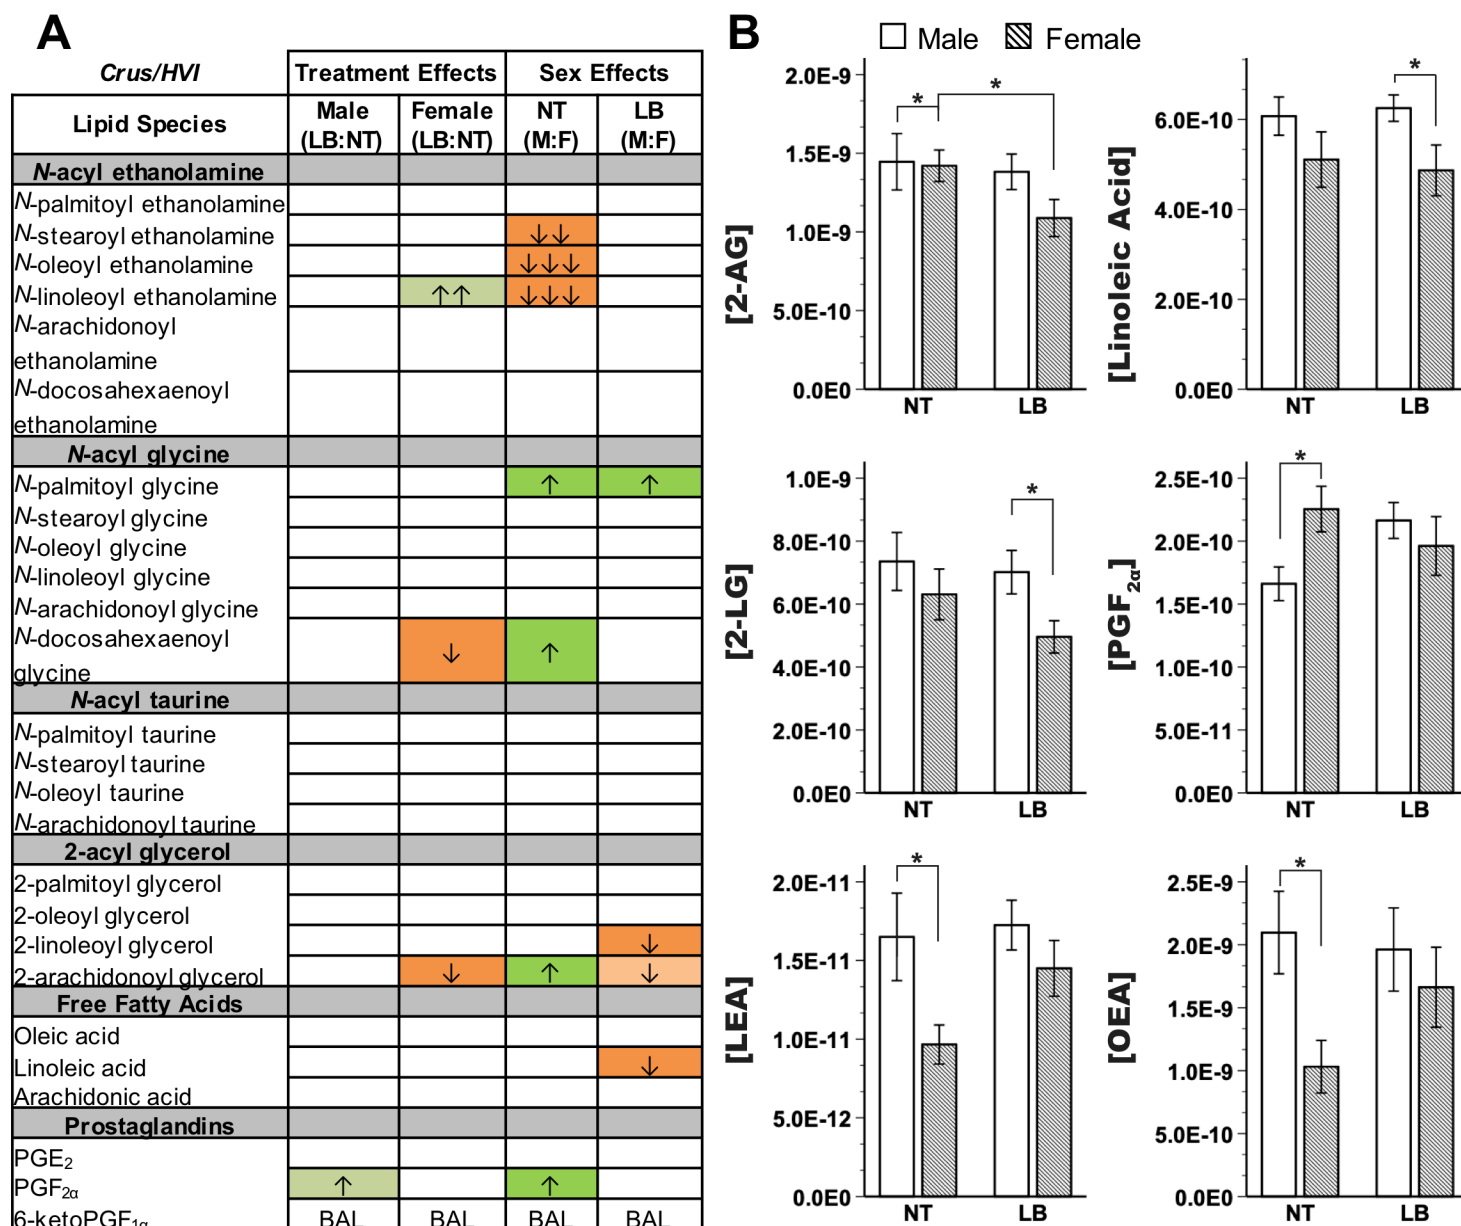 A
Crus/HVI Treatment Effects Sex Effects
Lipid Species Male (LB:NT) Female (LB:NT) NT (M:F) LB (M:F)
N-acyl ethanolamine
N-palmitoyl ethanolamine
N-stearoyl ethanolamine ↓↓
N-oleoyl ethanolamine ↓↓↓
N-linoleoyl ethanolamine ↑↑ ↓↓↓
N-arachidonoyl
ethanolamine
N-docosahexaenoyl
ethanolamine
N-acyl glycine
N-palmitoyl glycine ↑ ↑
N-stearoyl glycine
N-oleoyl glycine
N-linoleoyl glycine
N-arachidonoyl glycine
N-docosahexaenoyl
glycine ↓ ↑
N-acyl taurine
N-palmitoyl taurine
N-stearoyl taurine
N-oleoyl taurine
N-arachidonoyl taurine
2-acyl glycerol
2-palmitoyl glycerol
2-oleoyl glycerol
2-linoleoyl glycerol ↓
2-arachidonoyl glycerol ↓ ↑ ↓
Free Fatty Acids
Oleic acid
Linoleic acid ↓
Arachidonic acid
Prostaglandins
PGE2
PGF2α ↑ ↑
6-ketoPGF1α BAL BAL BAL BAL
B
Male Female
[2-AG]
2.0E-9
1.5E-9
1.0E-9
5.0E-10
0.0E0
* *
NT LB
[Linoleic Acid]
6.0E-10
4.0E-10
2.0E-10
0.0E0
*
NT LB
[2-LG]
1.0E-9
8.0E-10
6.0E-10
4.0E-10
2.0E-10
0.0E0
*
NT LB
[PGF2α]
2.5E-10
2.0E-10
1.5E-10
1.0E-10
5.0E-11
0.0E0
*
NT LB
[LEA]
2.0E-11
1.5E-11
1.0E-11
5.0E-12
0.0E0
*
NT LB
[OEA]
2.5E-9
2.0E-9
1.5E-9
1.0E-9
5.0E-10
0.0E0
*
NT LB